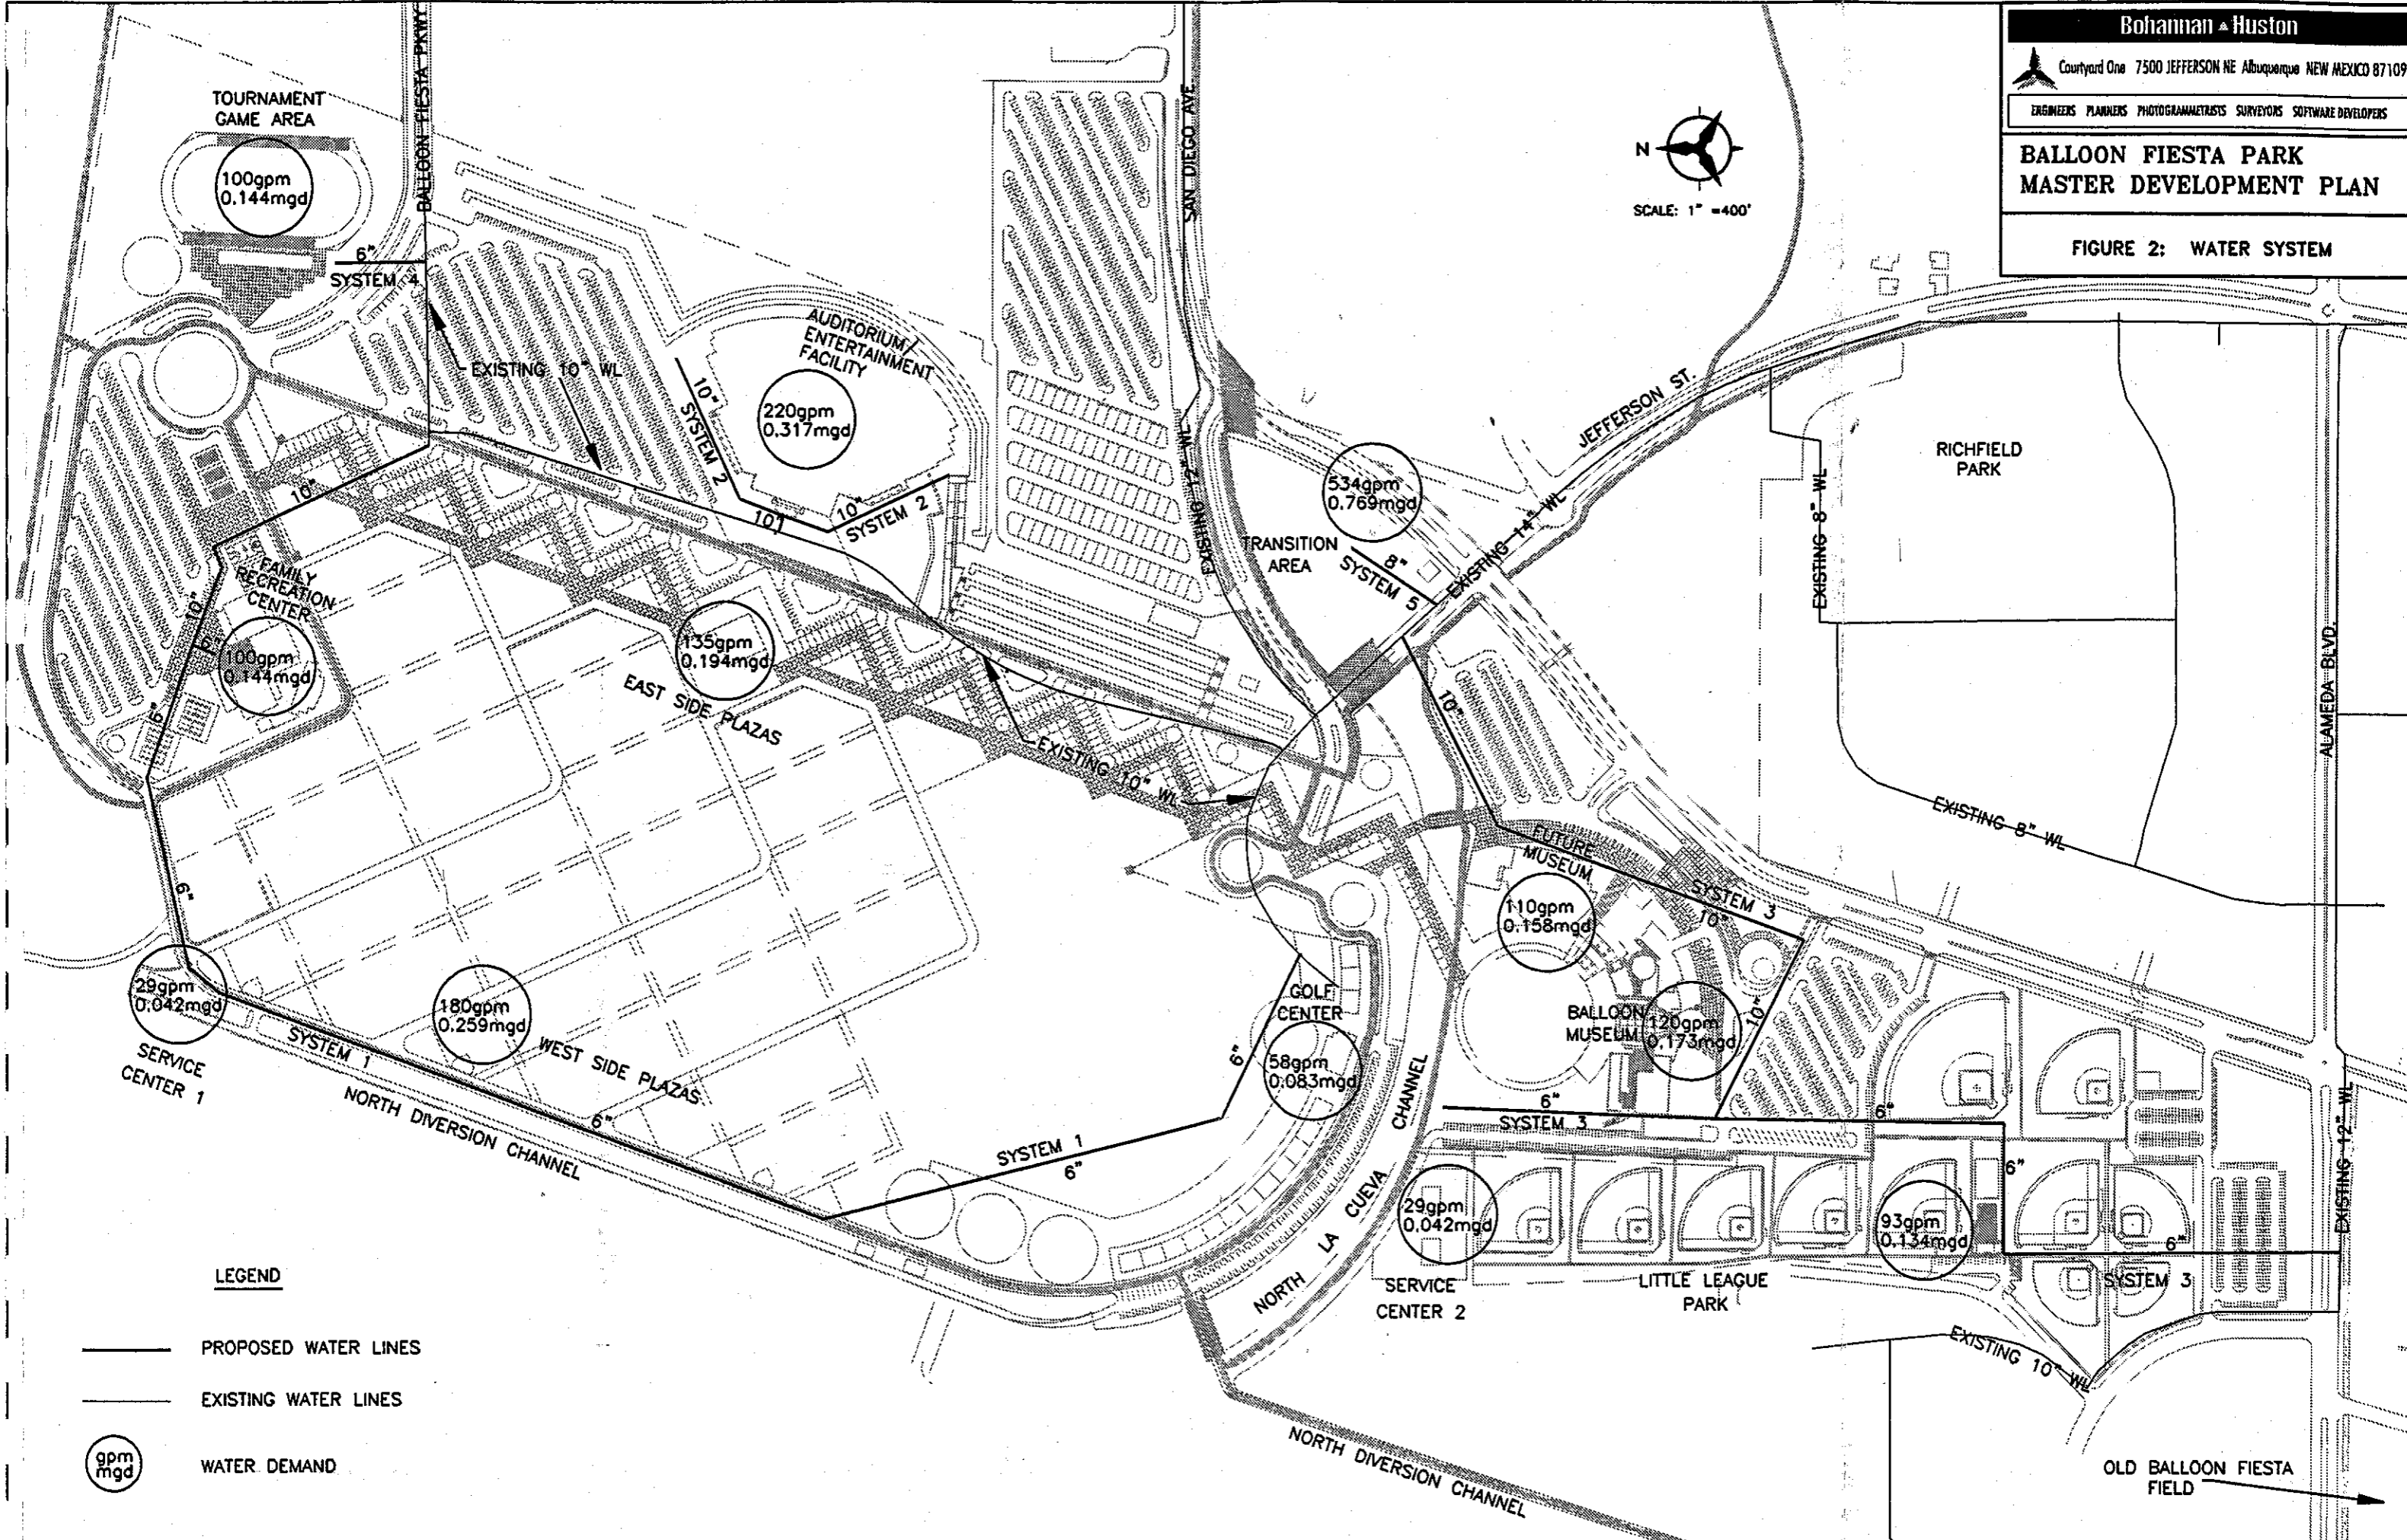 Bohannan ▲ Huston
Courtyard One 7500 JEFFERSON NE Albuquerque NEW MEXICO 87109
ENGINEERS PLANNERS PHOTOGRAMMETRISTS SURVEYORS SOFTWARE DEVELOPERS
BALLOON FIESTA PARK
MASTER DEVELOPMENT PLAN
FIGURE 2: WATER SYSTEM
N
SCALE: 1" =400'
TOURNAMENT
GAME AREA
100gpm
0.144mgd
BALLOON FIESTA PKWY
6"
SYSTEM 4
EXISTING 10" WL
10"
SYSTEM 2
AUDITORIUM/
ENTERTAINMENT
FACILITY
220gpm
0.317mgd
10"
10"
SYSTEM 2
SAN DIEGO AVE.
EXISTING 12" WL
534gpm
0.769mgd
TRANSITION
AREA
8"
SYSTEM 5
EXISTING 14" WL
JEFFERSON ST.
EXISTING 8" WL
RICHFIELD
PARK
ALAMEDA BLVD.
EXISTING 8" WL
10"
10"
FAMILY
RECREATION
CENTER
6"
100gpm
0.144mgd
6"
6"
135gpm
0.194mgd
EAST SIDE PLAZAS
EXISTING 10" WL
10"
FUTURE
MUSEUM
110gpm
0.158mgd
SYSTEM 3
10"
10"
BALLOON
MUSEUM
120gpm
0.173mgd
29gpm
0.042mgd
SERVICE
CENTER 1
SYSTEM 1
180gpm
0.259mgd
WEST SIDE PLAZAS
6"
NORTH DIVERSION CHANNEL
SYSTEM 1
6"
6"
GOLF
CENTER
58gpm
0.083mgd
NORTH LA CUEVA CHANNEL
6"
SYSTEM 3
6"
6"
29gpm
0.042mgd
SERVICE
CENTER 2
LITTLE LEAGUE
PARK
93gpm
0.134mgd
6"
SYSTEM 3
EXISTING 12" WL
EXISTING 10" WL
NORTH DIVERSION CHANNEL
OLD BALLOON FIESTA
FIELD
LEGEND
PROPOSED WATER LINES
EXISTING WATER LINES
gpm
mgd
WATER DEMAND